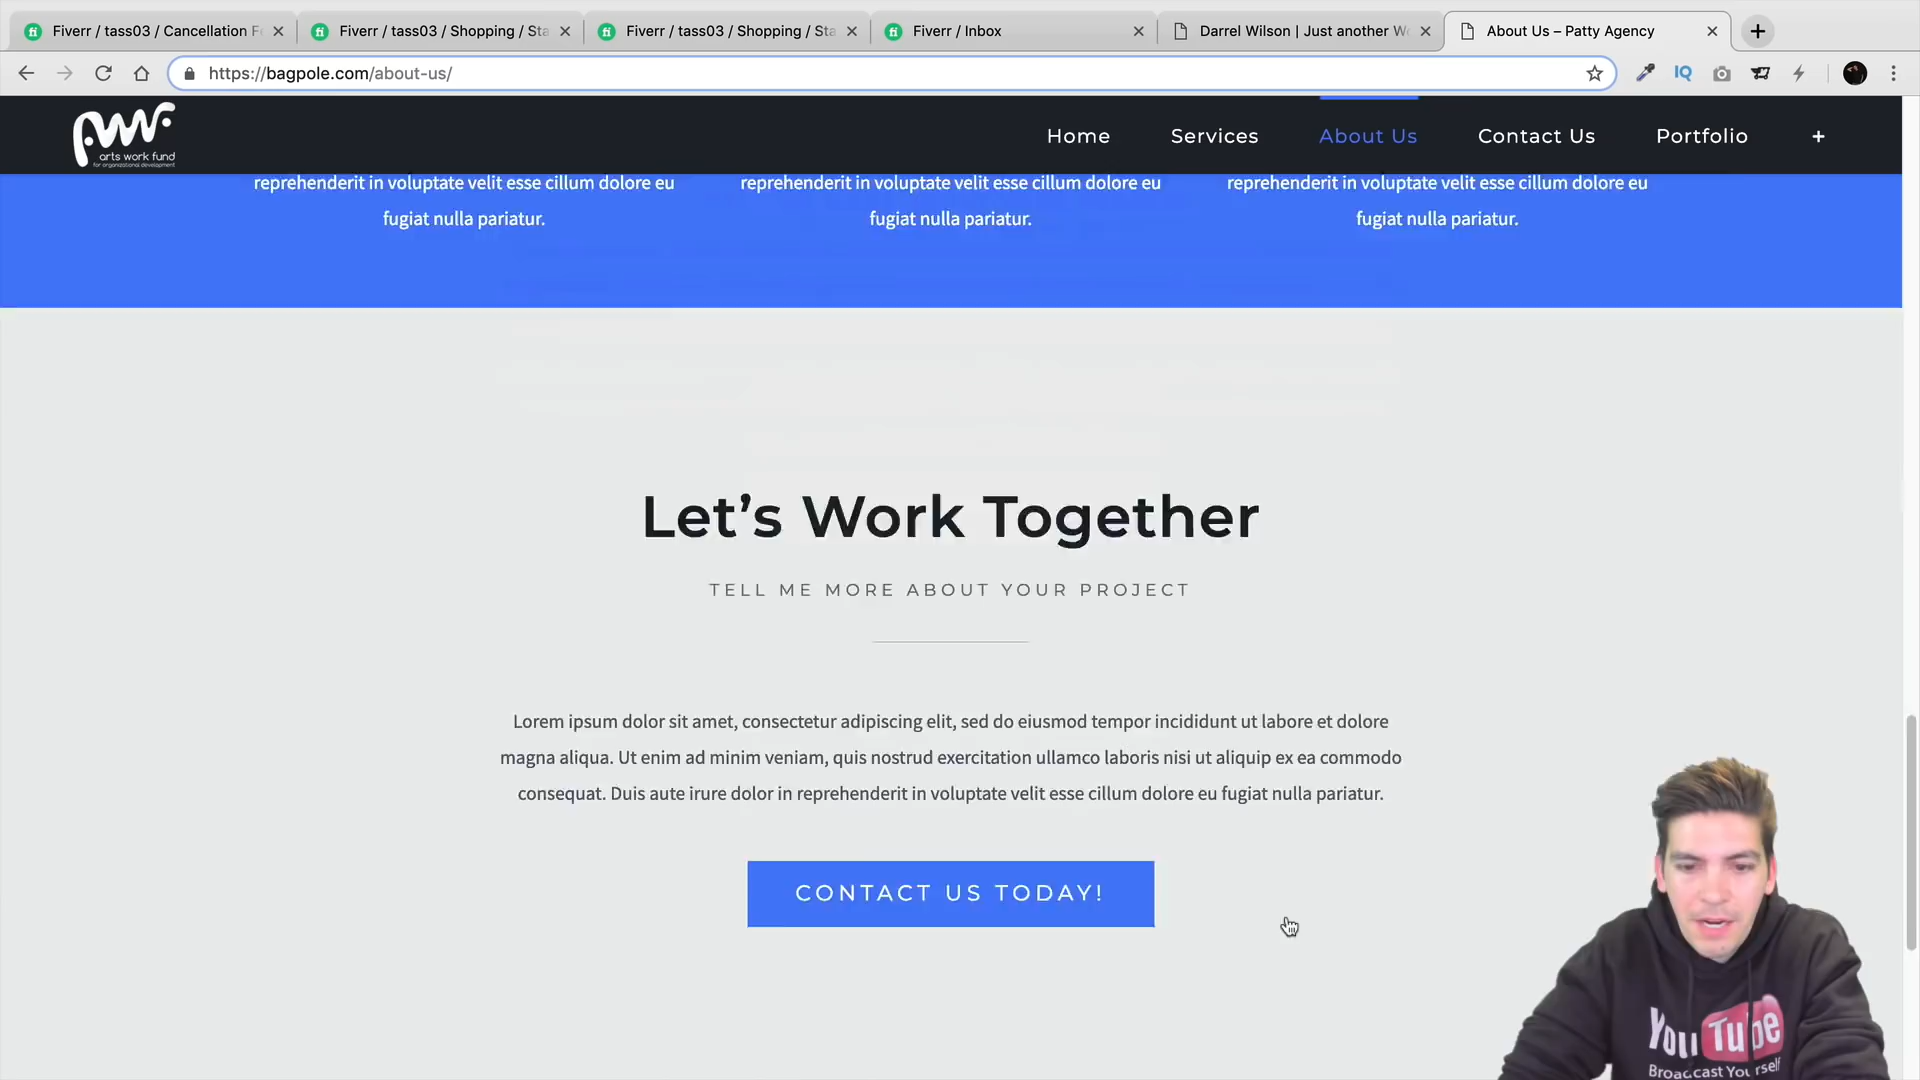 Fiverr / tass03 / Cancellation F
Fiverr / tass03 / Shopping / Sta
Fiverr / tass03 / Shopping / Sta
Fiverr / Inbox
Darrel Wilson | Just another W
About Us – Patty Agency
https://bagpole.com/about-us/
IQ
arts work fund
for organizational development
Home
Services
About Us
Contact Us
Portfolio
+
reprehenderit in voluptate velit esse cillum dolore eu
fugiat nulla pariatur.
reprehenderit in voluptate velit esse cillum dolore eu
fugiat nulla pariatur.
reprehenderit in voluptate velit esse cillum dolore eu
fugiat nulla pariatur.
Let’s Work Together
TELL ME MORE ABOUT YOUR PROJECT
Lorem ipsum dolor sit amet, consectetur adipiscing elit, sed do eiusmod tempor incididunt ut labore et dolore
magna aliqua. Ut enim ad minim veniam, quis nostrud exercitation ullamco laboris nisi ut aliquip ex ea commodo
consequat. Duis aute irure dolor in reprehenderit in voluptate velit esse cillum dolore eu fugiat nulla pariatur.
CONTACT US TODAY!
YouTube
Broadcast Yourself